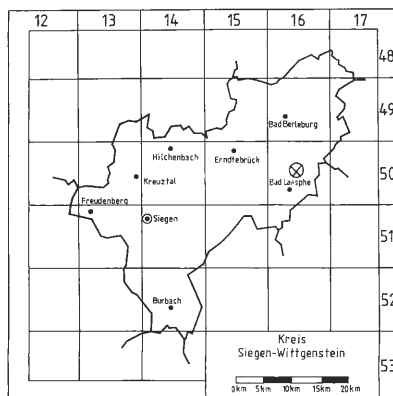 12 13 14 15 16 17
48
49
Bad Berleburg
Hilchenbach
Erndtebrück
50
Kreuztal
Bad Laasphe
Freudenberg
Siegen
51
52
Burbach
Kreis
Siegen-Wittgenstein
53
0km 5km 10km 15km 20km